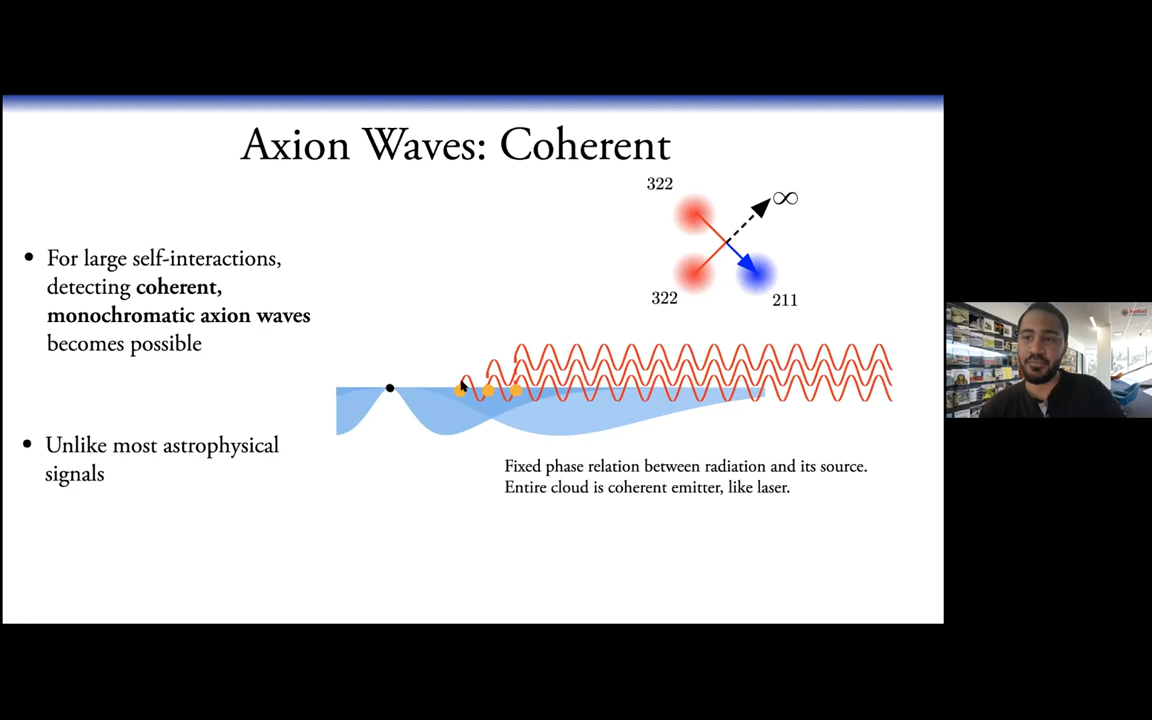 Axion Waves: Coherent
322
∞
322
211
• For large self-interactions,
detecting coherent,
monochromatic axion waves
becomes possible
• Unlike most astrophysical
signals
Fixed phase relation between radiation and its source.
Entire cloud is coherent emitter, like laser.